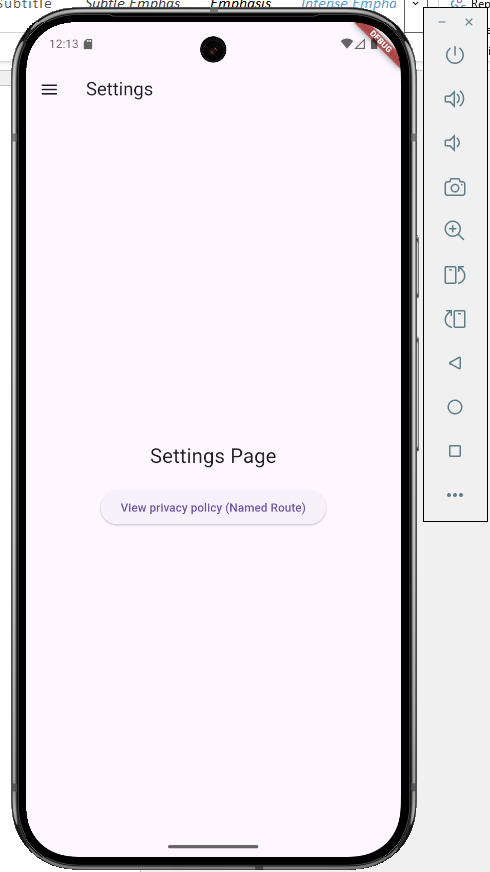 Subtitle Subtle Emphas Emphasis Intense Empha
12:13
DEBUG
Settings
Settings Page
View privacy policy (Named Route)